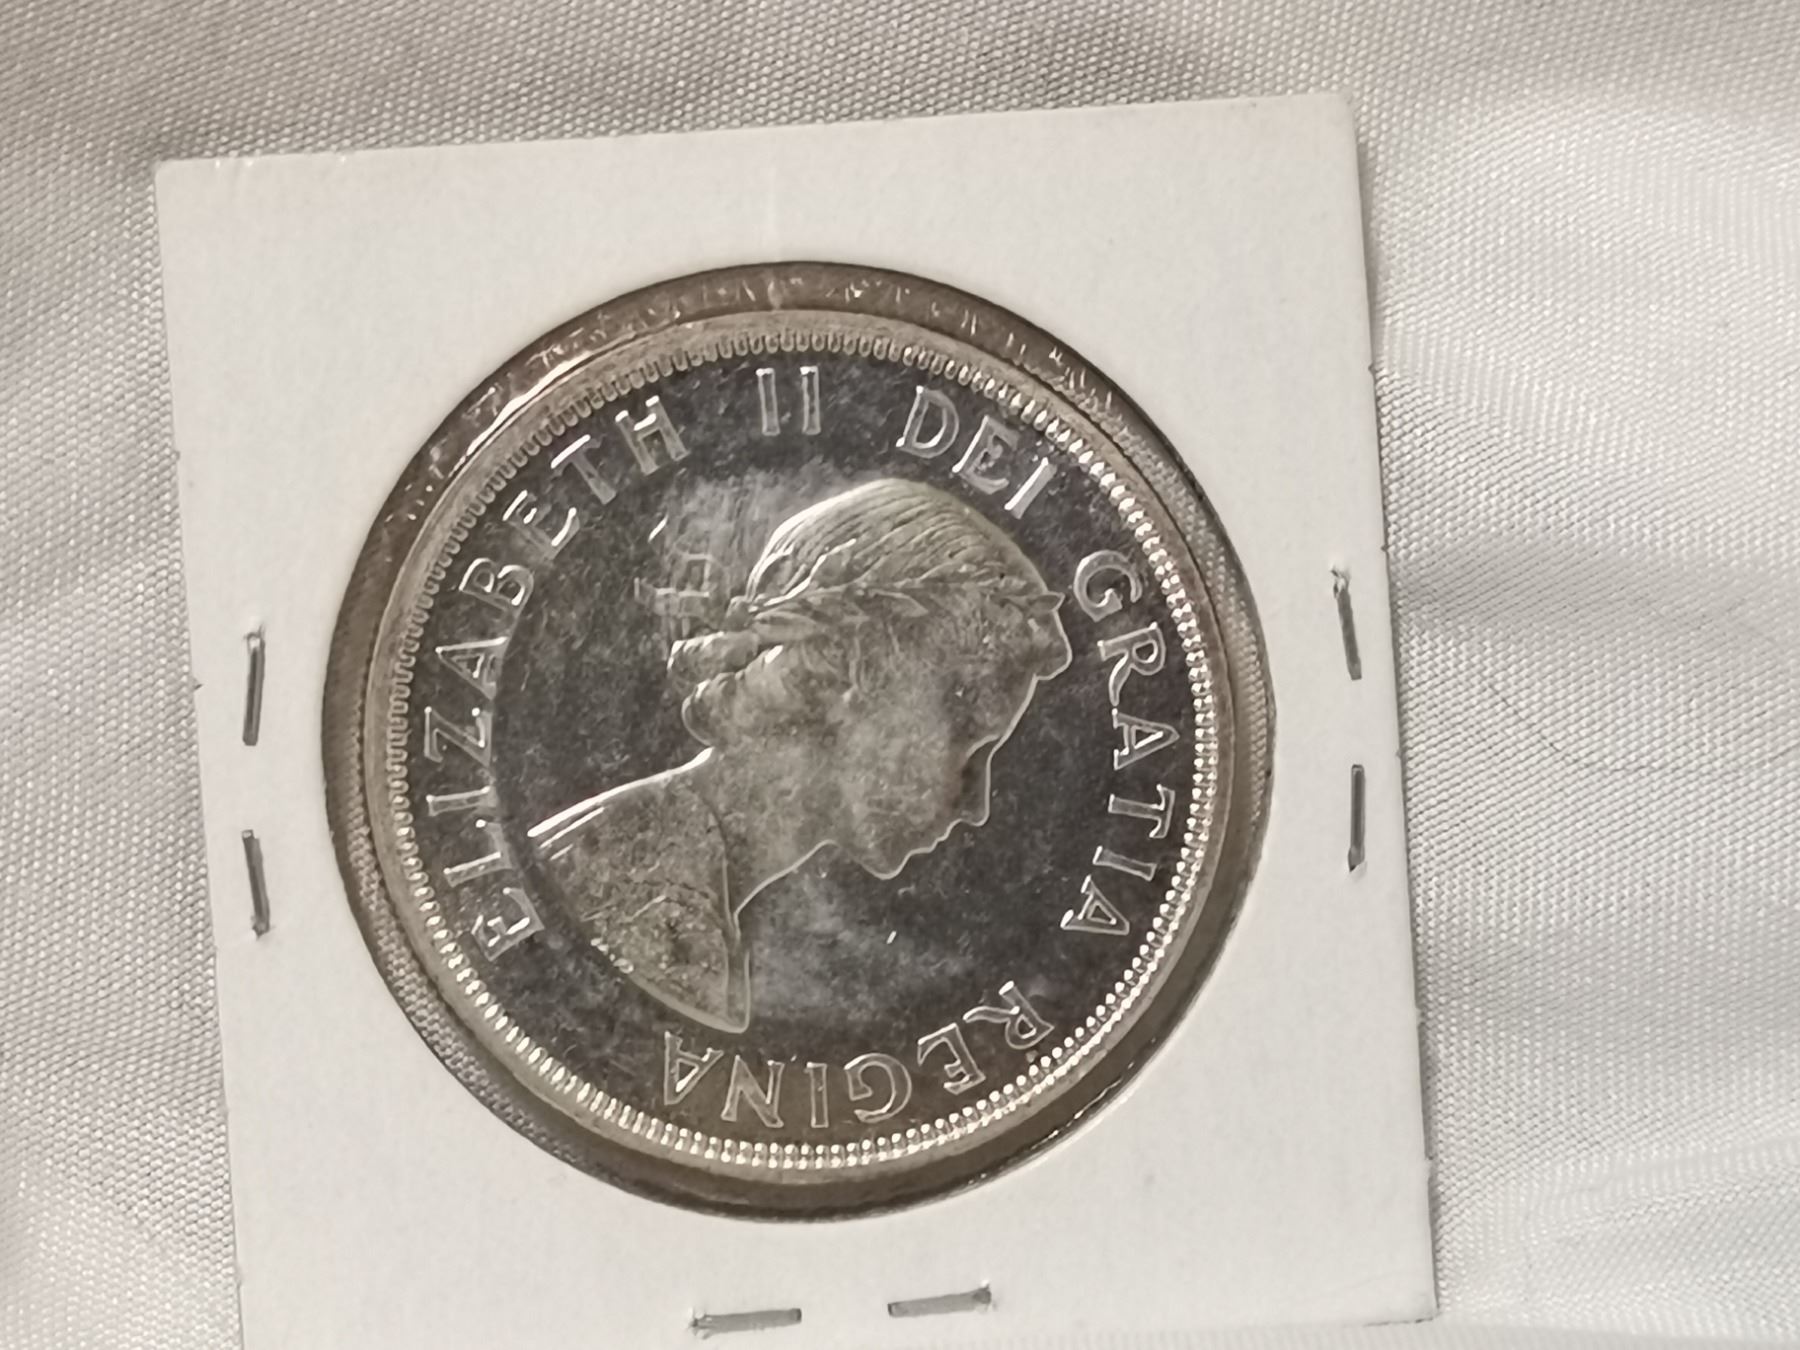 ELIZABETH II DEI GRATIA REGINA